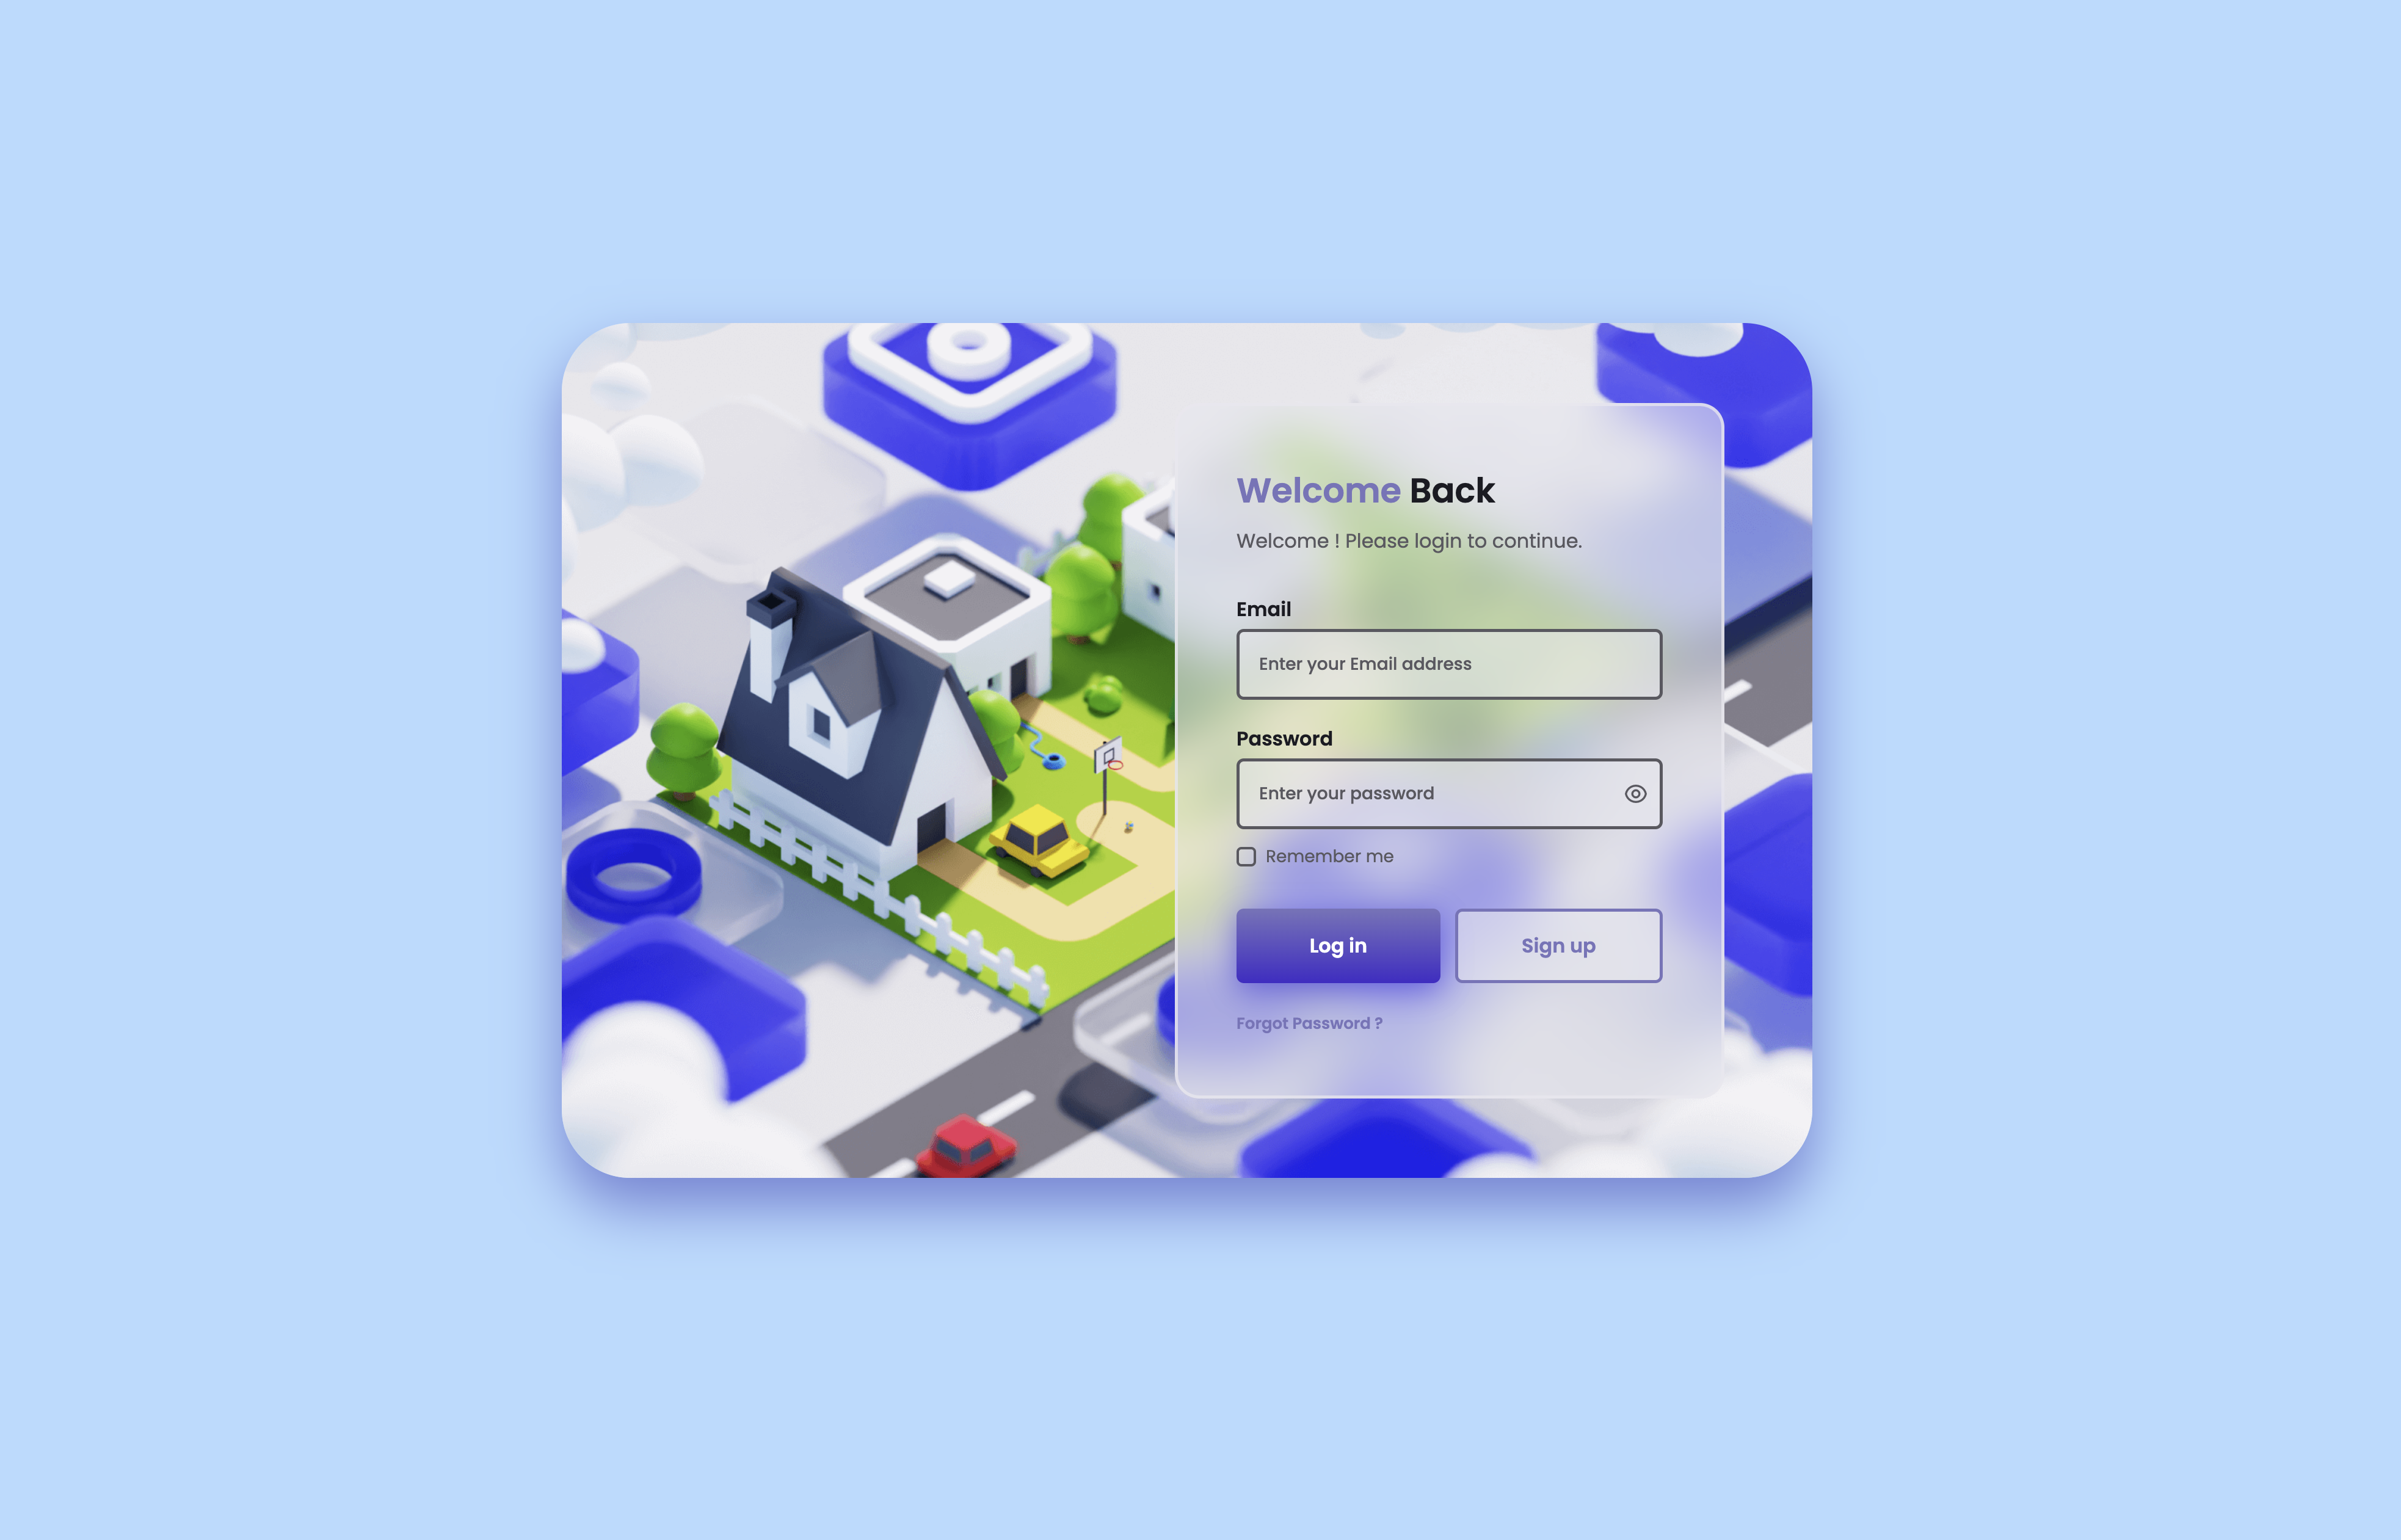 Welcome Back
Welcome ! Please login to continue.
Email
Enter your Email address
Password
Enter your password
Remember me
Log in
Sign up
Forgot Password ?